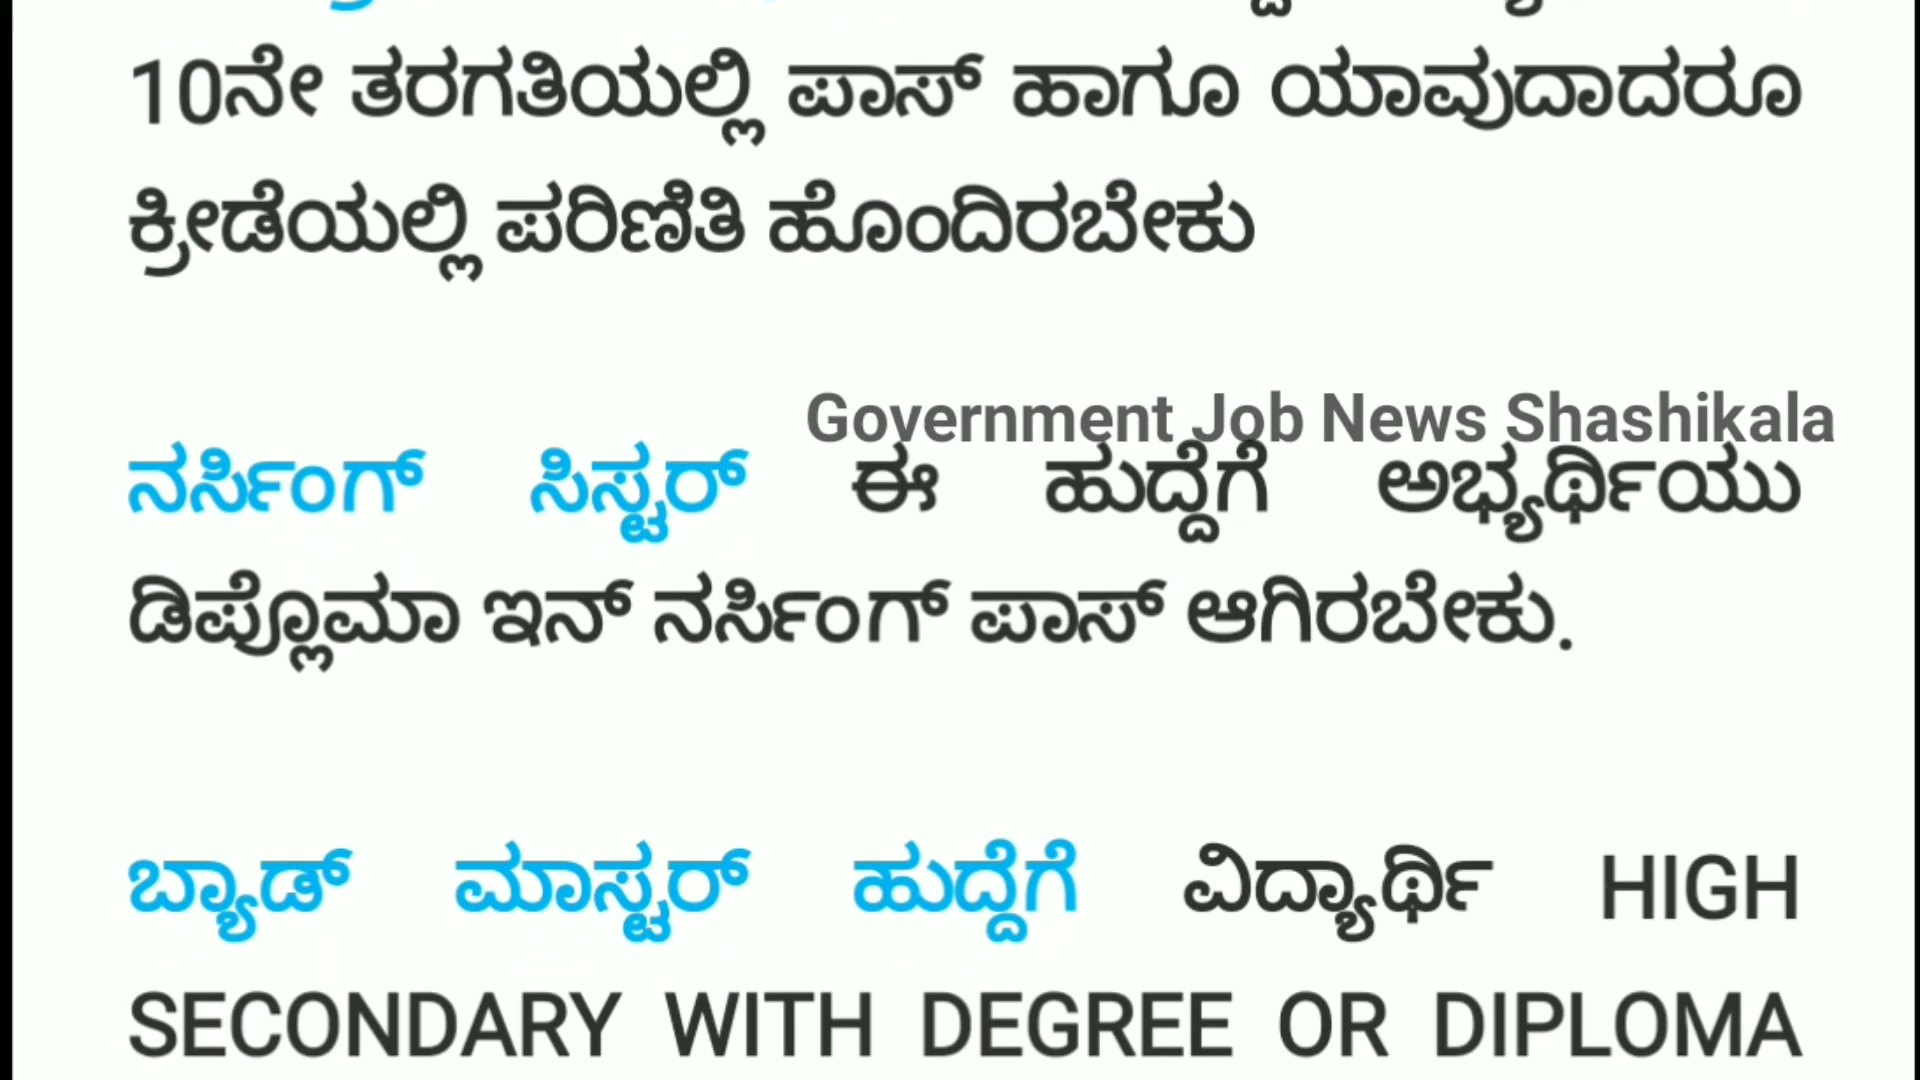 10ನೇ ತರಗತಿಯಲ್ಲಿ ಪಾಸ್ ಹಾಗೂ ಯಾವುದಾದರೂ
ಕ್ರೀಡೆಯಲ್ಲಿ ಪರಿಣಿತಿ ಹೊಂದಿರಬೇಕು
Government Job News Shashikala
ನರ್ಸಿಂಗ್ ಸಿಸ್ಟರ್ ಈ ಹುದ್ದೆಗೆ ಅಭ್ಯರ್ಥಿಯು
ಡಿಪ್ಲೊಮಾ ಇನ್ ನರ್ಸಿಂಗ್ ಪಾಸ್ ಆಗಿರಬೇಕು.
ಬ್ಯಾಡ್ ಮಾಸ್ಟರ್ ಹುದ್ದೆಗೆ ವಿದ್ಯಾರ್ಥಿ HIGH
SECONDARY WITH DEGREE OR DIPLOMA